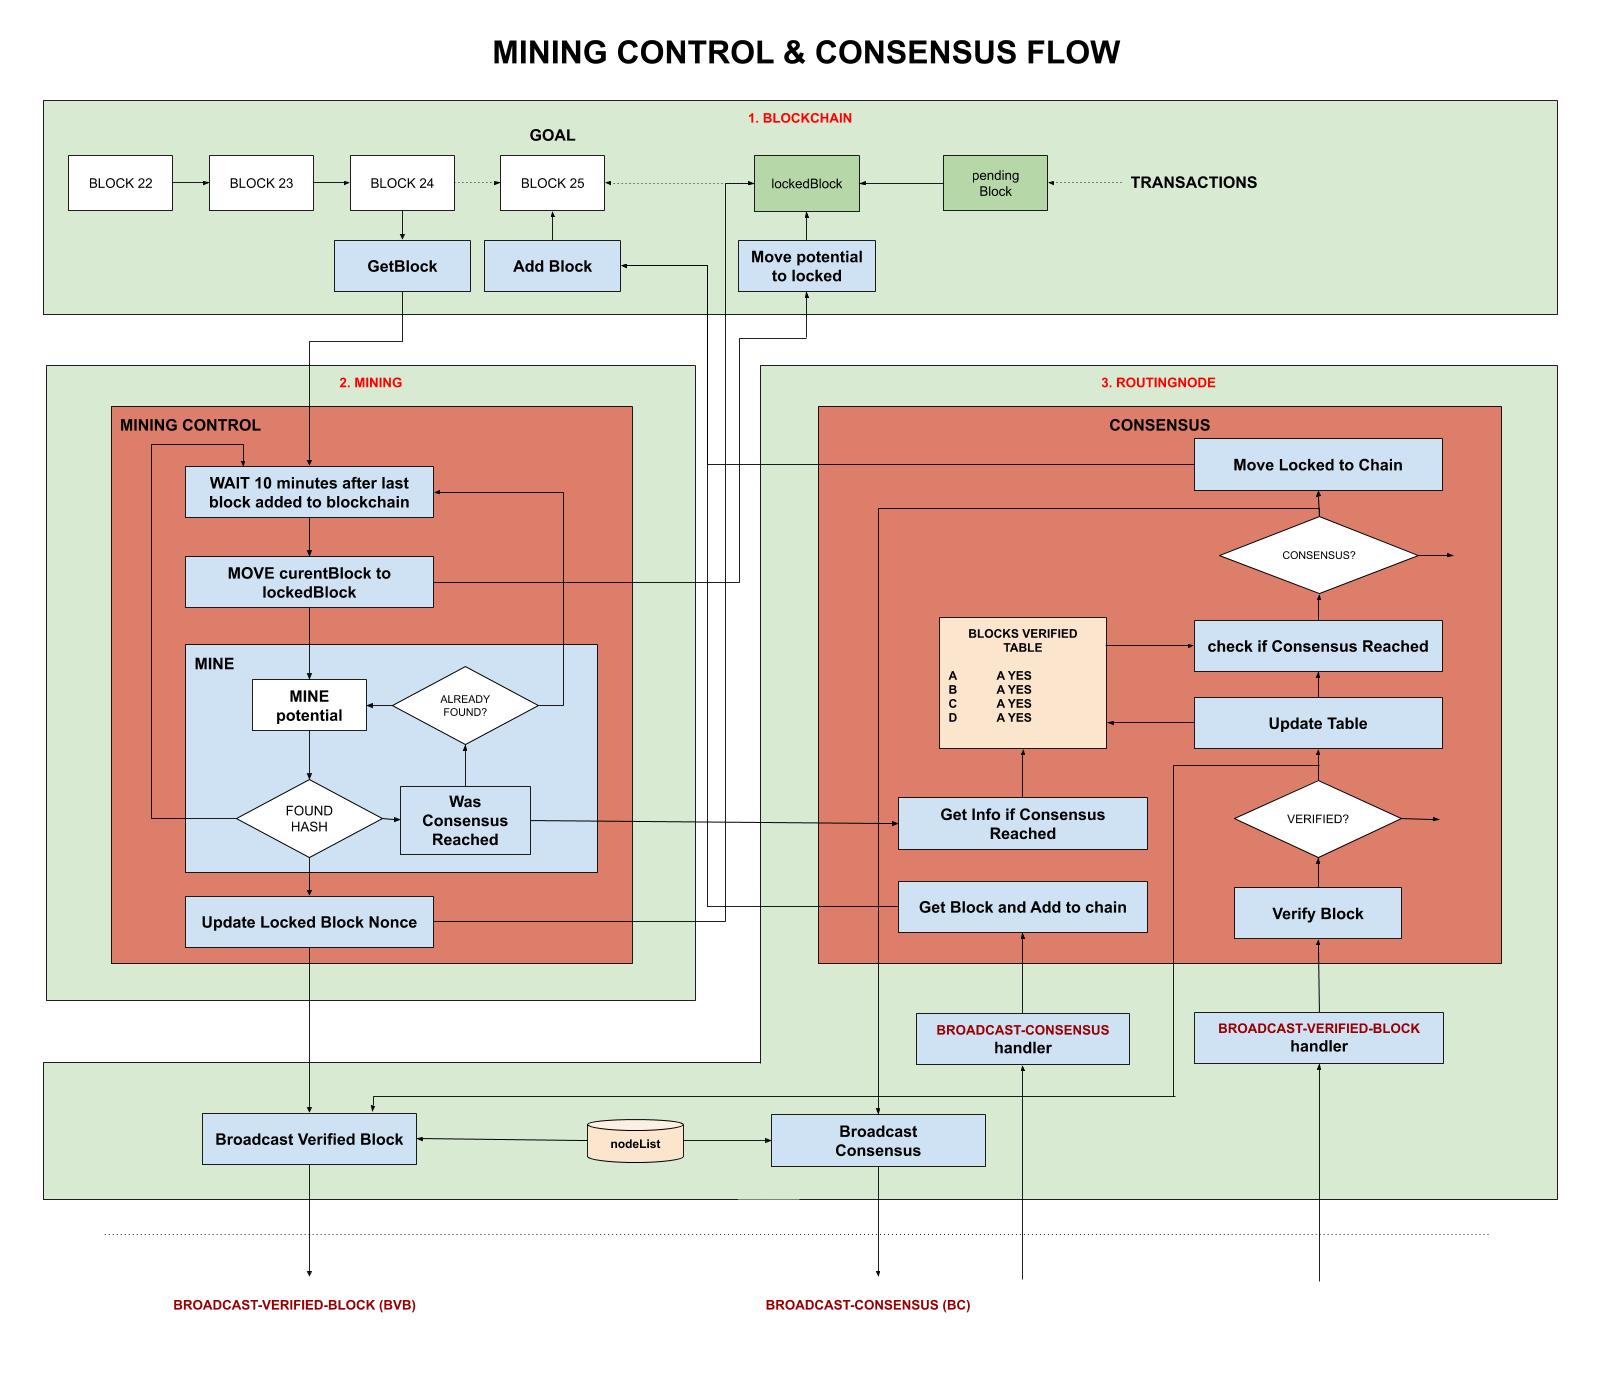 MINING CONTROL & CONSENSUS FLOW
1. BLOCKCHAIN
GOAL
BLOCK 22
BLOCK 23
BLOCK 24
BLOCK 25
lockedBlock
pending
Block
TRANSACTIONS
GetBlock
Add Block
Move potential
to locked
2. MINING
MINING CONTROL
WAIT 10 minutes after last
block added to blockchain
MOVE curentBlock to
lockedBlock
MINE
MINE
potential
ALREADY
FOUND?
FOUND
HASH
Was
Consensus
Reached
Update Locked Block Nonce
3. ROUTINGNODE
CONSENSUS
Move Locked to Chain
CONSENSUS?
BLOCKS VERIFIED
TABLE
A A YES
B A YES
C A YES
D A YES
check if Consensus Reached
Update Table
Get Info if Consensus
Reached
VERIFIED?
Get Block and Add to chain
Verify Block
BROADCAST-CONSENSUS
handler
BROADCAST-VERIFIED-BLOCK
handler
Broadcast Verified Block
nodeList
Broadcast
Consensus
BROADCAST-VERIFIED-BLOCK (BVB)
BROADCAST-CONSENSUS (BC)